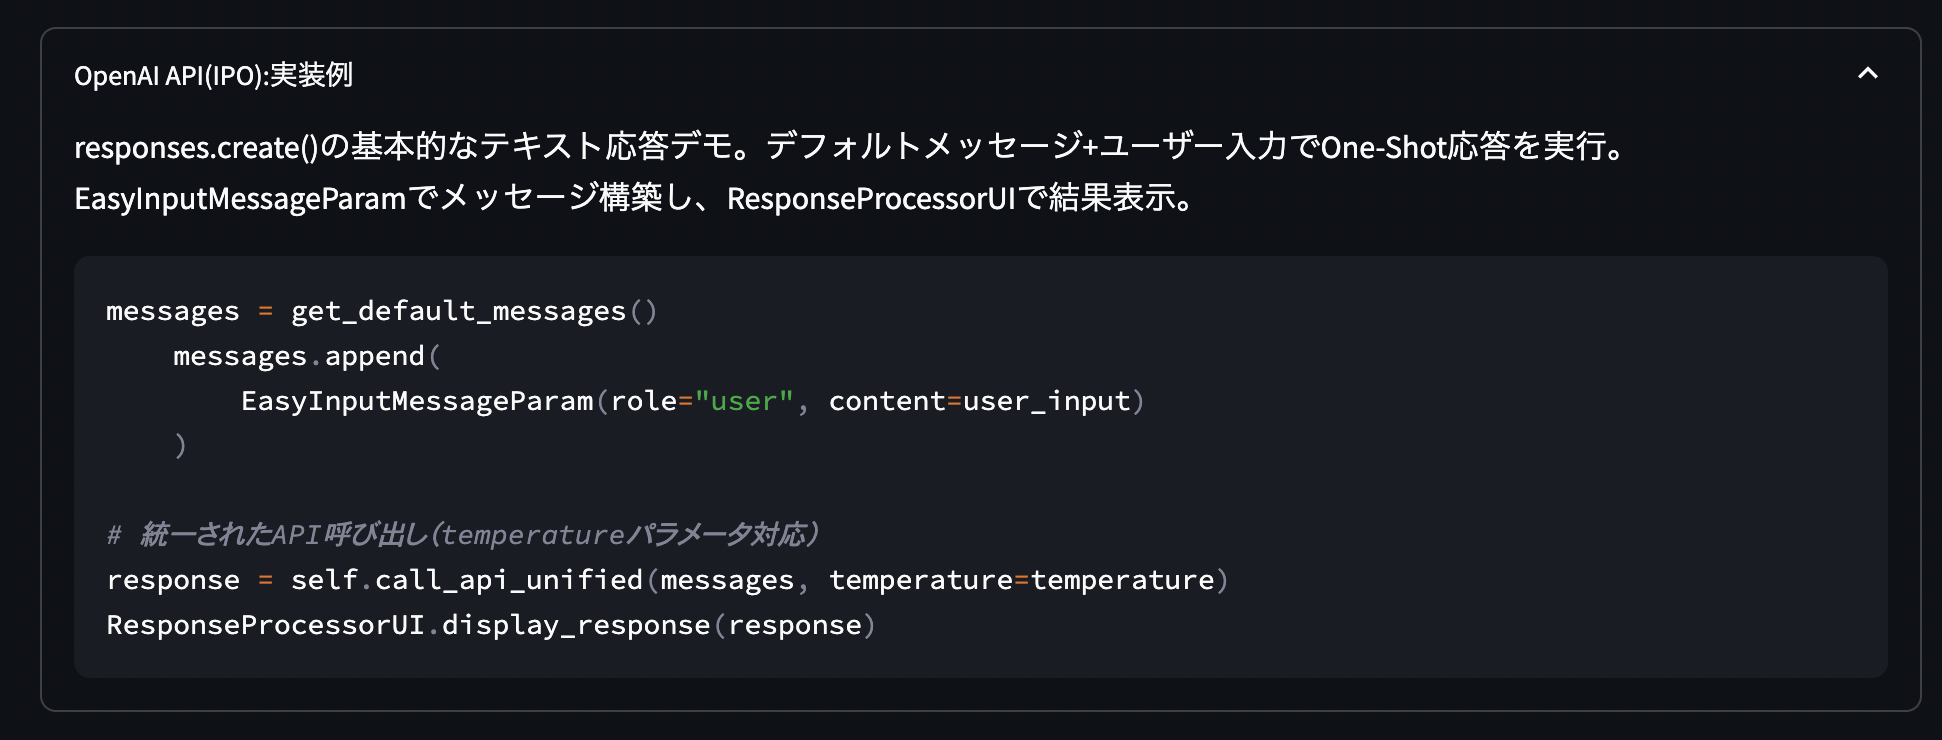 OpenAI API(IPO):実装例
responses.create()の基本的なテキスト応答デモ。デフォルトメッセージ+ユーザー入力でOne-Shot応答を実行。
EasyInputMessageParamでメッセージ構築し、ResponseProcessorUIで結果表示。
messages = get_default_messages()
    messages.append(
        EasyInputMessageParam(role="user", content=user_input)
    )

# 統一されたAPI呼び出し（temperatureパラメータ対応）
response = self.call_api_unified(messages, temperature=temperature)
ResponseProcessorUI.display_response(response)